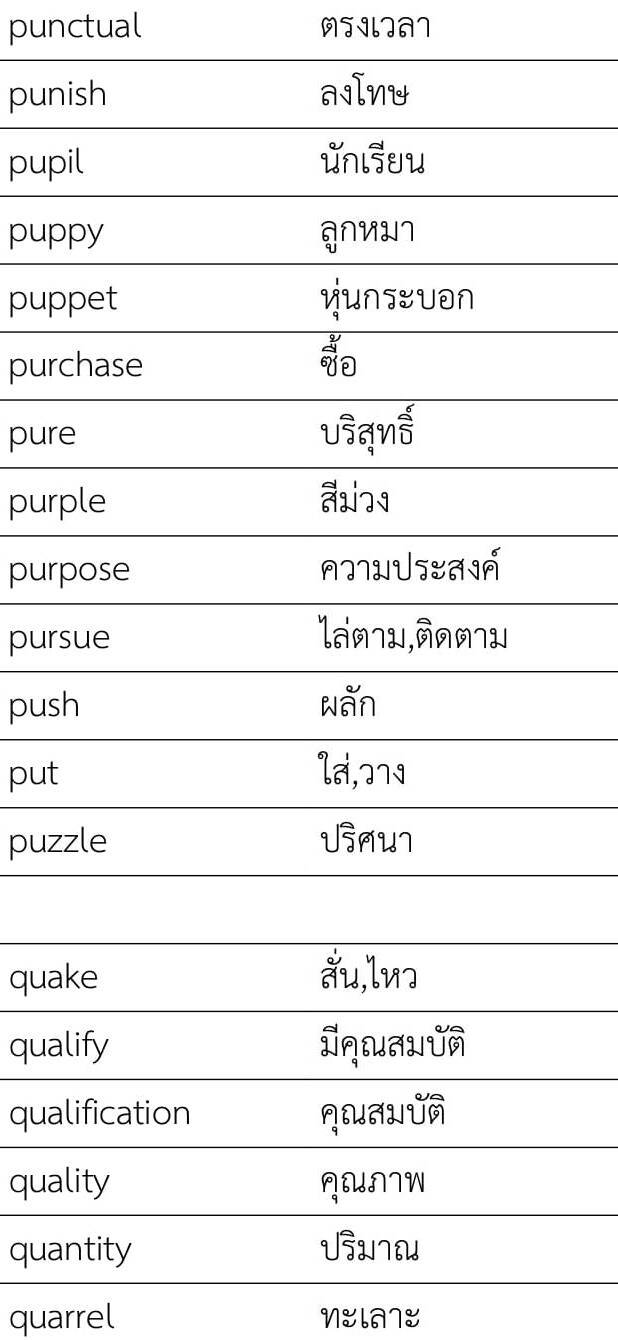 punctual ตรงเวลา
punish ลงโทษ
pupil นักเรียน
puppy ลูกหมา
puppet หุ่นกระบอก
purchase ซื้อ
pure บริสุทธิ์
purple สีม่วง
purpose ความประสงค์
pursue ไล่ตาม,ติดตาม
push ผลัก
put ใส่,วาง
puzzle ปริศนา
quake สั่น,ไหว
qualify มีคุณสมบัติ
qualification คุณสมบัติ
quality คุณภาพ
quantity ปริมาณ
quarrel ทะเลาะ